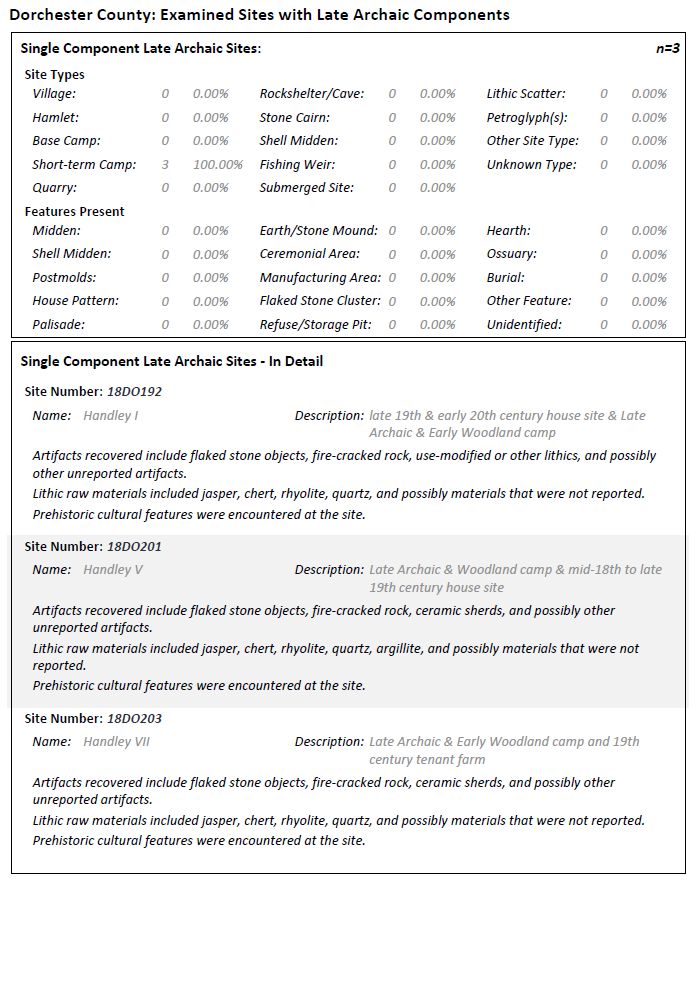 Dorchester County: Examined Sites with Late Archaic Components
Single Component Late Archaic Sites: n=3
Site Types
Village: 0 0.00% Rockshelter/Cave: 0 0.00% Lithic Scatter: 0 0.00%
Hamlet: 0 0.00% Stone Cairn: 0 0.00% Petroglyph(s): 0 0.00%
Base Camp: 0 0.00% Shell Midden: 0 0.00% Other Site Type: 0 0.00%
Short-term Camp: 3 100.00% Fishing Weir: 0 0.00% Unknown Type: 0 0.00%
Quarry: 0 0.00% Submerged Site: 0 0.00%
Features Present
Midden: 0 0.00% Earth/Stone Mound: 0 0.00% Hearth: 0 0.00%
Shell Midden: 0 0.00% Ceremonial Area: 0 0.00% Ossuary: 0 0.00%
Postmolds: 0 0.00% Manufacturing Area: 0 0.00% Burial: 0 0.00%
House Pattern: 0 0.00% Flaked Stone Cluster: 0 0.00% Other Feature: 0 0.00%
Palisade: 0 0.00% Refuse/Storage Pit: 0 0.00% Unidentified: 0 0.00%
Single Component Late Archaic Sites - In Detail
Site Number: 18DO192
Name: Handley I Description: late 19th & early 20th century house site & Late
Archaic & Early Woodland camp
Artifacts recovered include flaked stone objects, fire-cracked rock, use-modified or other lithics, and possibly
other unreported artifacts.
Lithic raw materials included jasper, chert, rhyolite, quartz, and possibly materials that were not reported.
Prehistoric cultural features were encountered at the site.
Site Number: 18DO201
Name: Handley V Description: Late Archaic & Woodland camp & mid-18th to late
19th century house site
Artifacts recovered include flaked stone objects, fire-cracked rock, ceramic sherds, and possibly other
unreported artifacts.
Lithic raw materials included jasper, chert, rhyolite, quartz, argillite, and possibly materials that were not
reported.
Prehistoric cultural features were encountered at the site.
Site Number: 18DO203
Name: Handley VII Description: Late Archaic & Early Woodland camp and 19th
century tenant farm
Artifacts recovered include flaked stone objects, fire-cracked rock, ceramic sherds, and possibly other
unreported artifacts.
Lithic raw materials included jasper, chert, rhyolite, quartz, and possibly materials that were not reported.
Prehistoric cultural features were encountered at the site.